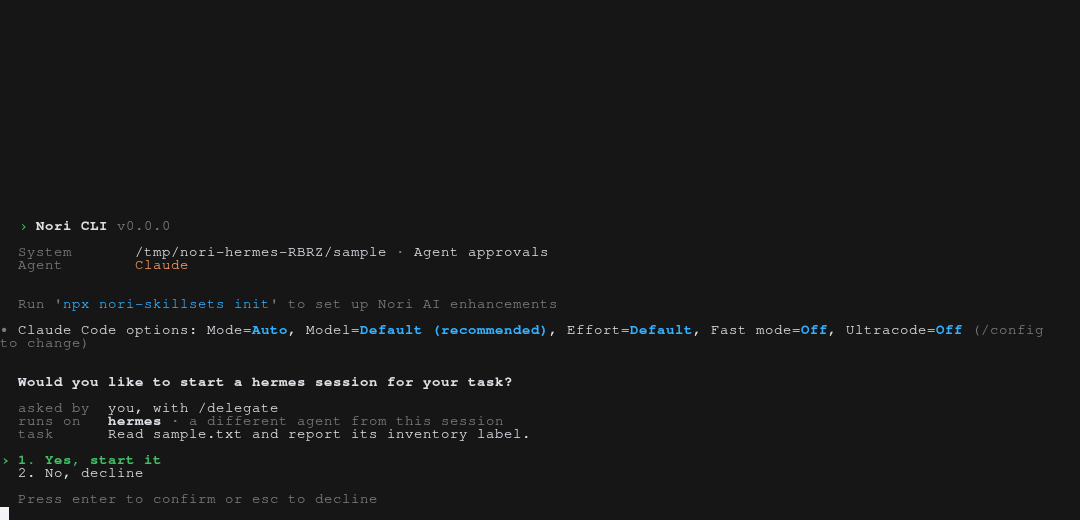 › Nori CLI v0.0.0
System /tmp/nori-hermes-RBRZ/sample · Agent approvals
Agent Claude
Run 'npx nori-skillsets init' to set up Nori AI enhancements
• Claude Code options: Mode=Auto, Model=Default (recommended), Effort=Default, Fast mode=Off, Ultracode=Off (/config
to change)
Would you like to start a hermes session for your task?
asked by you, with /delegate
runs on hermes · a different agent from this session
task Read sample.txt and report its inventory label.
› 1. Yes, start it
2. No, decline
Press enter to confirm or esc to decline